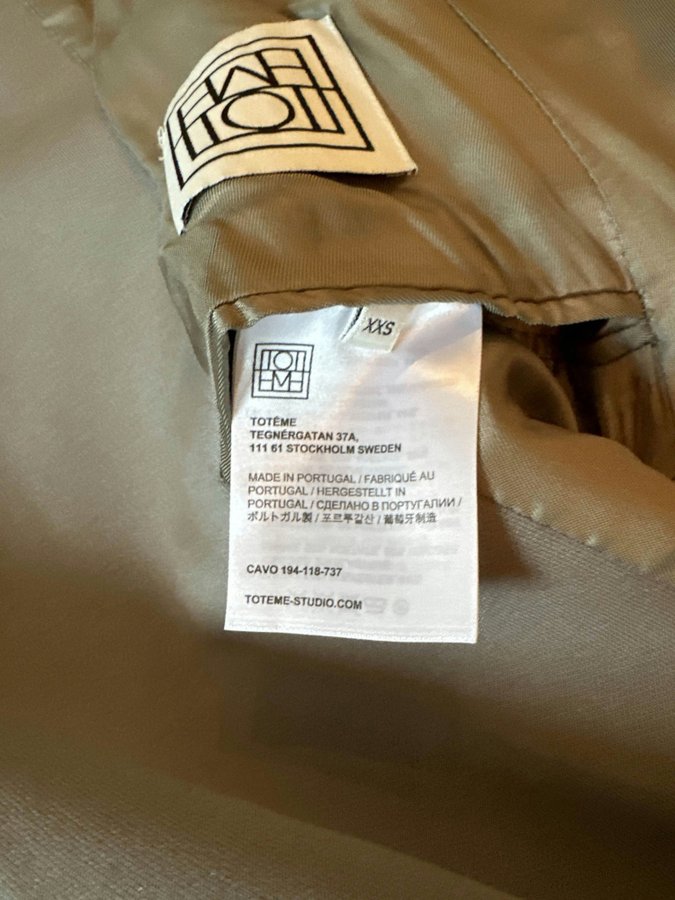 TOTEME
XXS
TOTEME
TOTÊME
TEGNÉRGATAN 37A,
111 61 STOCKHOLM SWEDEN
MADE IN PORTUGAL / FABRIQUÉ AU
PORTUGAL / HERGESTELLT IN
PORTUGAL / СДЕЛАНО В ПОРТУГАЛИИ /
ポルトガル製 / 포르투갈산 / 葡萄牙制造
CAVO 194-118-737
TOTEME-STUDIO.COM